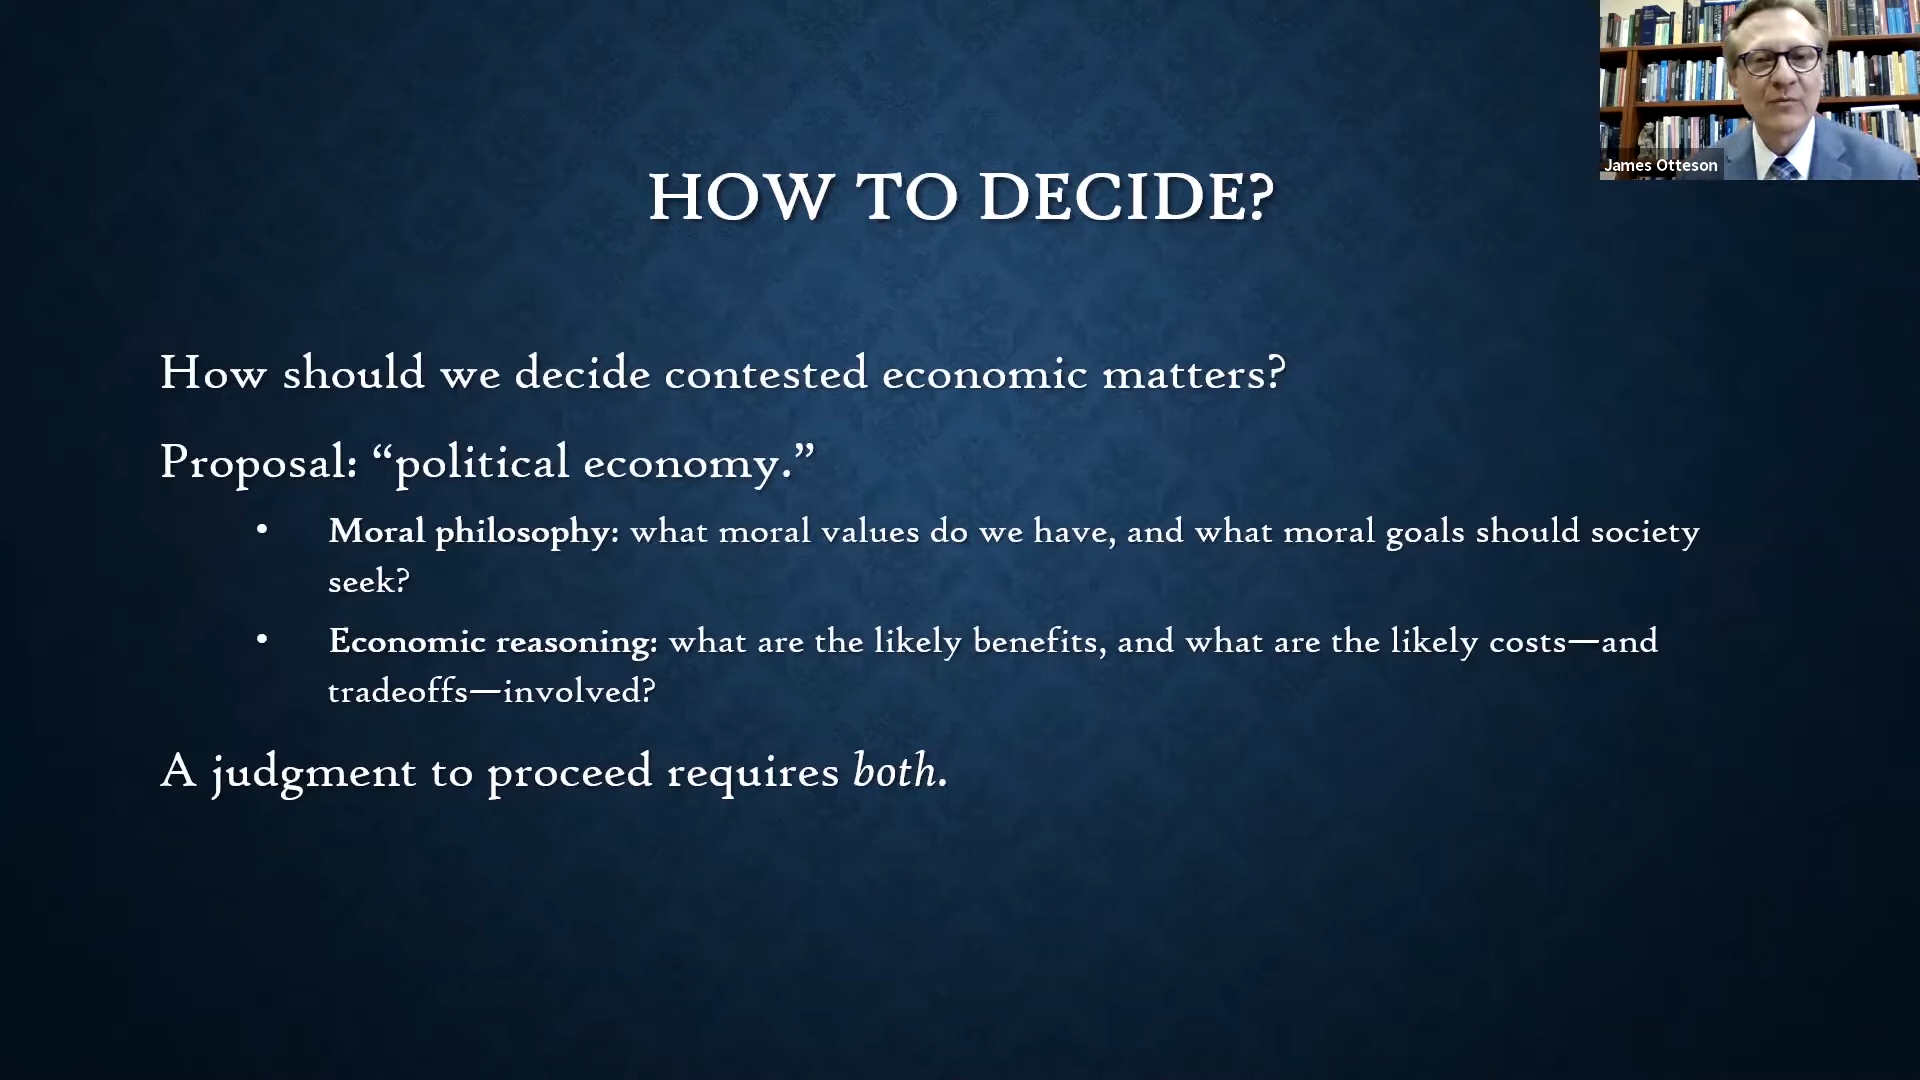 James Otteson
HOW TO DECIDE?
How should we decide contested economic matters?
Proposal: “political economy.”
• Moral philosophy: what moral values do we have, and what moral goals should society
seek?
• Economic reasoning: what are the likely benefits, and what are the likely costs—and
tradeoffs—involved?
A judgment to proceed requires both.